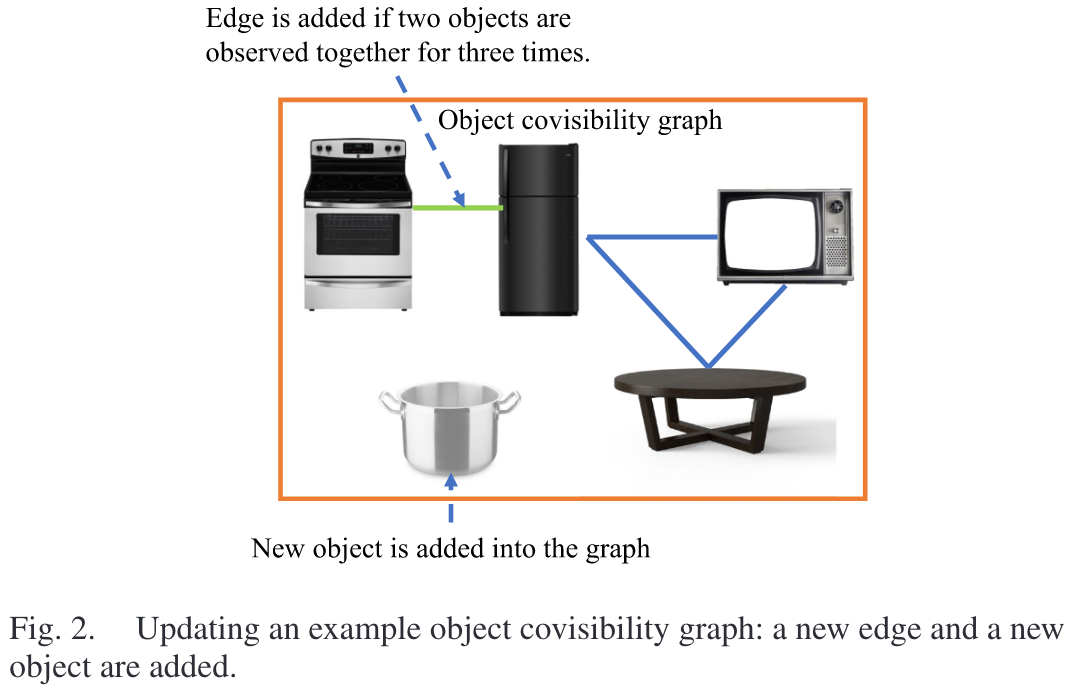 Edge is added if two objects are
observed together for three times.
Object covisibility graph
New object is added into the graph
Fig. 2. Updating an example object covisibility graph: a new edge and a new
object are added.